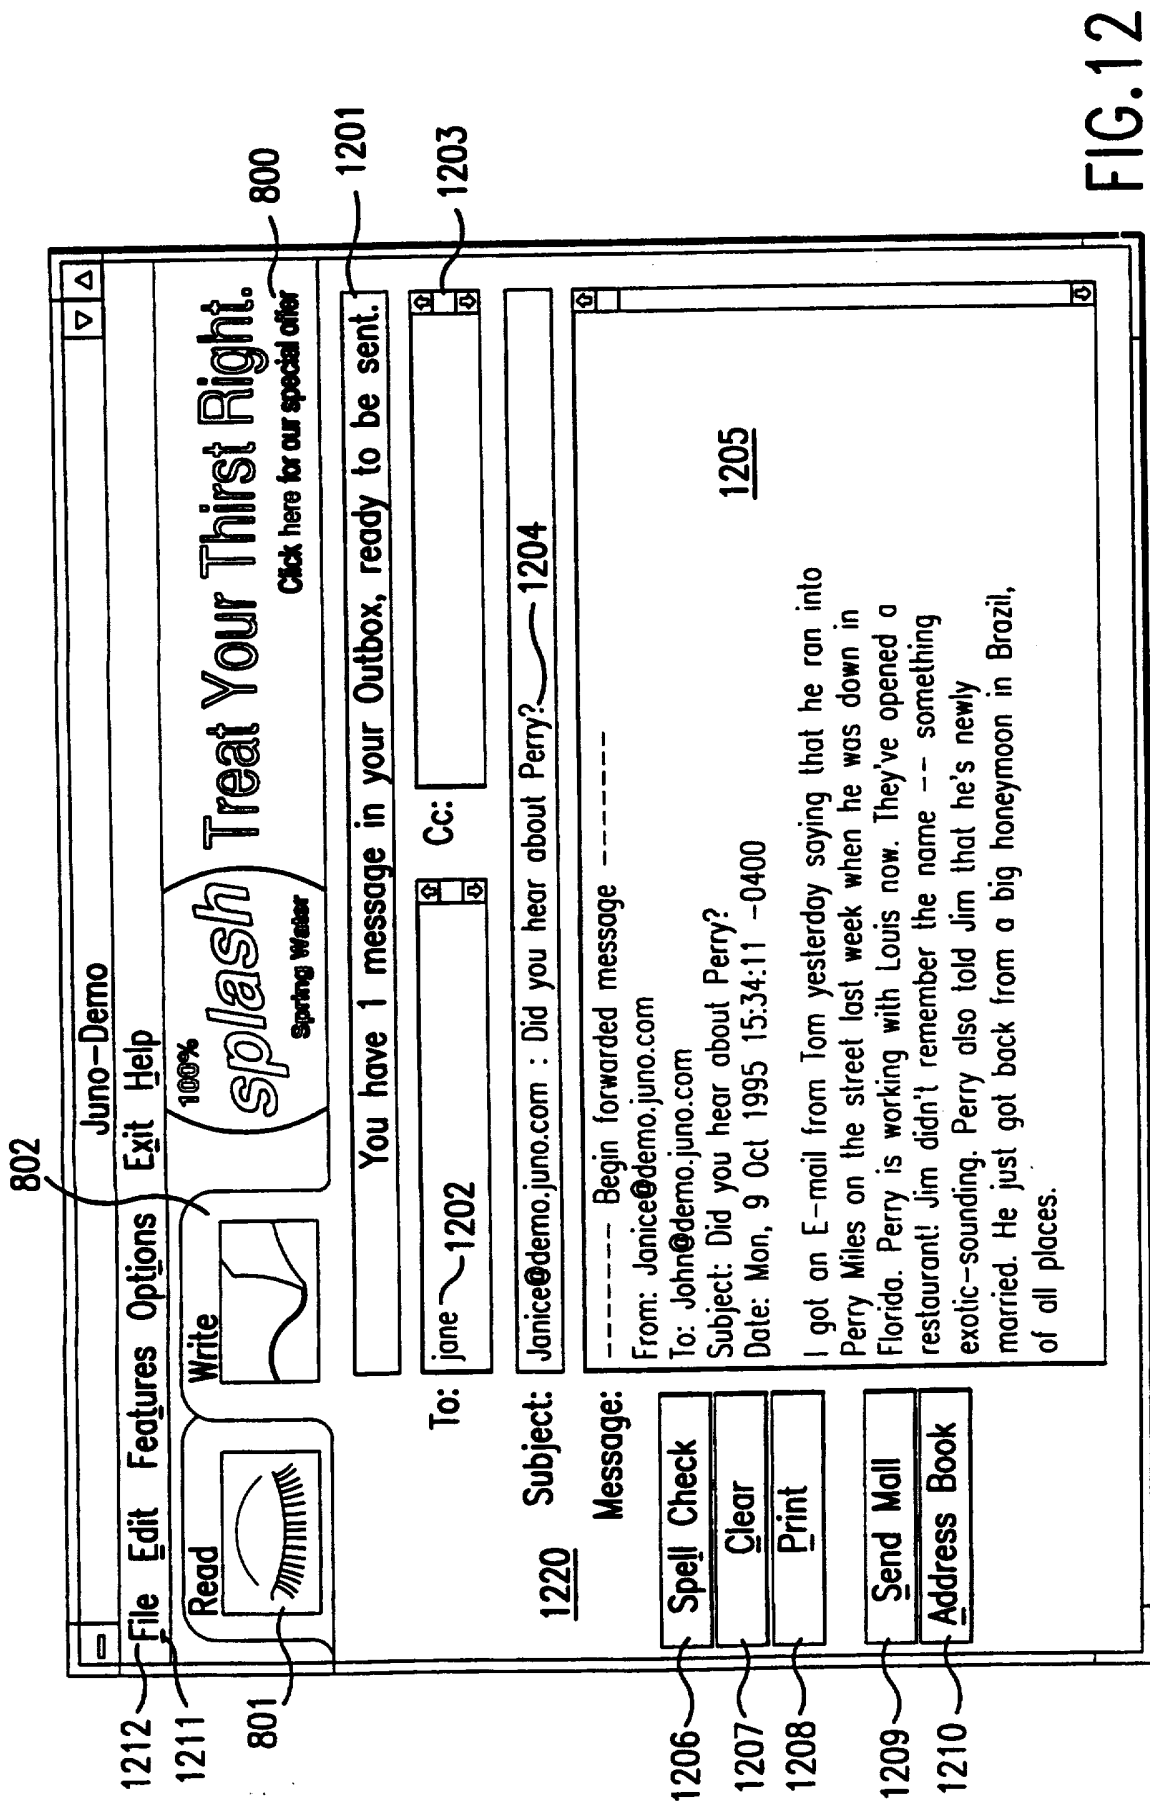 802
Juno-Demo
1212
File Edit Features Options Exit Help
1211
Read
Write
801
100%
splash
Spring Water
Treat Your Thirst Right.
Click here for our special offer
800
You have 1 message in your Outbox, ready to be sent.
1201
To: jane 1202
Cc:
1203
1220
Subject: Janice@demo.juno.com : Did you hear about Perry? 1204
Message:
------- Begin forwarded message -------
From: Janice@demo.juno.com
To: John@demo.juno.com
Subject: Did you hear about Perry?
Date: Mon, 9 Oct 1995 15:34:11 -0400
1205
I got an E-mail from Tom yesterday saying that he ran into
Perry Miles on the street last week when he was down in
Florida. Perry is working with Louis now. They've opened a
restaurant! Jim didn't remember the name -- something
exotic-sounding. Perry also told Jim that he's newly
married. He just got back from a big honeymoon in Brazil,
of all places.
1206 Spell Check
1207 Clear
1208 Print
1209 Send Mail
1210 Address Book
FIG.12